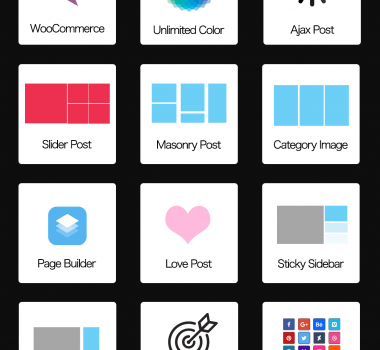 WooCommerce
Unlimited Color
Ajax Post
Slider Post
Masonry Post
Category Image
Page Builder
Love Post
Sticky Sidebar